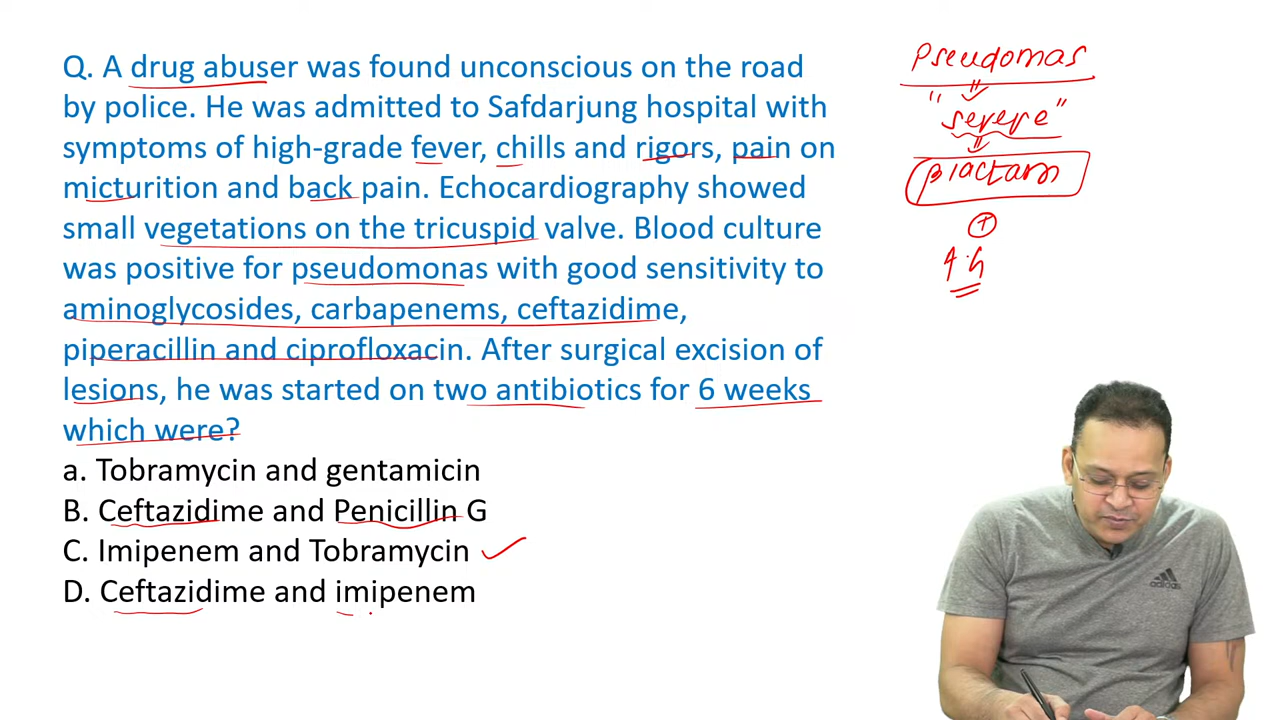 Q. A drug abuser was found unconscious on the road
by police. He was admitted to Safdarjung hospital with
symptoms of high-grade fever, chills and rigors, pain on
micturition and back pain. Echocardiography showed
small vegetations on the tricuspid valve. Blood culture
was positive for pseudomonas with good sensitivity to
aminoglycosides, carbapenems, ceftazidime,
piperacillin and ciprofloxacin. After surgical excision of
lesions, he was started on two antibiotics for 6 weeks
which were?
a. Tobramycin and gentamicin
B. Ceftazidime and Penicillin G
C. Imipenem and Tobramycin ✓
D. Ceftazidime and imipenem
Pseudomas
"severe"
β lactam
+
A·G
adidas